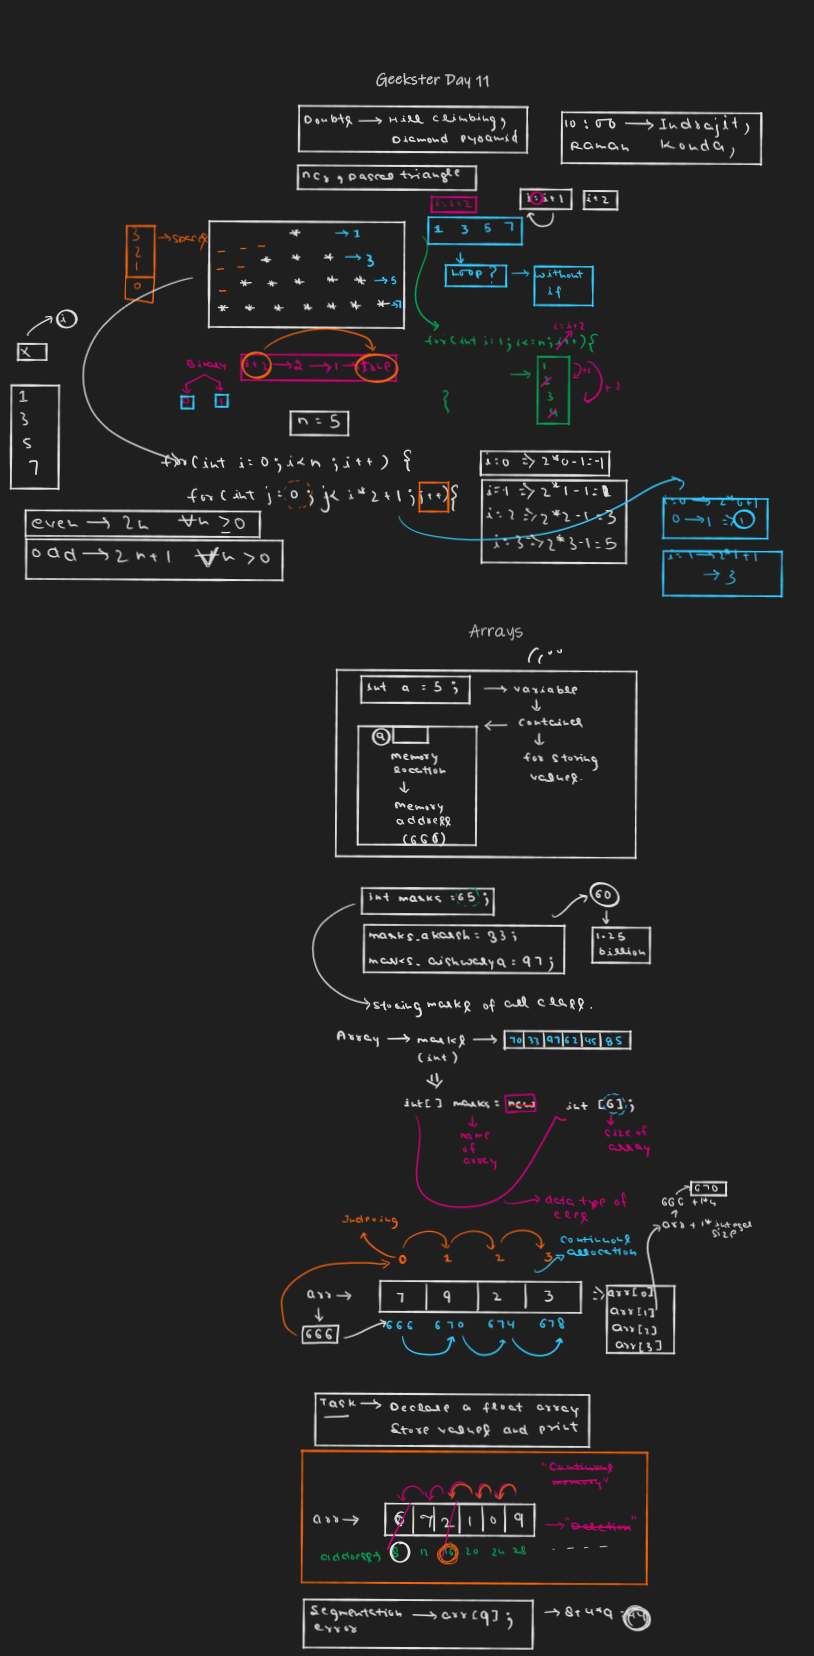 Geekster Day 11
Doubts → Hill climbing,
Diamond pyramid
10:00 → Indrajit,
Raman Konda,
ncr, pascal triangle
i=i+2
i=i+1
i+2
3 → spaces
2
1
0
* → 1
* * * → 3
* * * * * → 5
* * * * * * * → 7
1 3 5 7
Loop? → without
if
i
x
i=i+2
for(int i=1; i<=n; i++){
}
1
2
3
4
+1
+2
Binary
0 1
i+2 → 2 → 1 → Loop
1
3
5
7
n = 5
for(int i=0; i<n; i++) {
for(int j=0; j< i*2+1; j++){
i=0 => 2*0-1=-1
i=1 => 2*1-1=1
i=2 => 2*2-1=3
i=3 => 2*3-1=5
i=0 → 2*0+1
0 → 1 => 1
i=1 → 2*1+1
→ 3
even → 2n ∀n ≥0
odd → 2n+1 ∀n >0
Arrays
int a = 5; → variable
container
for storing
values.
a
memory
location
memory
address
(666)
int marks = 65;
60
1.25
billion
marks_akarsh = 33;
marks_aishwarya = 97;
storing marks of all class.
Array → marks → 70 33 97 62 45 85
(int)
int[] marks = new int [6];
name
of
array
size of
array
data type of
670
666 + 1*4
arr + 1*integer
size
Indexing
continuous
allocation
0 1 2 3
arr → 7 9 2 3
666
666 670 674 678
arr[0]
arr[1]
arr[2]
arr[3]
Task → Declare a float array
store values and print
"Continuous
memory"
arr → 6 7 2 1 0 9
→ "Deletion"
address 8 12 16 20 24 28 - - - -
Segmentation → arr[9];
error
→ 8+4*9 = 44